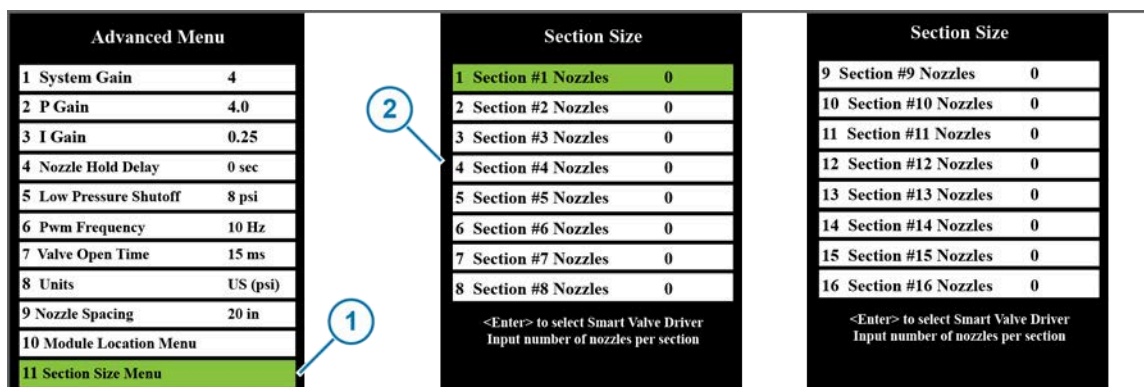 Advanced Menu
1 System Gain 4
2 P Gain 4.0
3 I Gain 0.25
4 Nozzle Hold Delay 0 sec
5 Low Pressure Shutoff 8 psi
6 Pwm Frequency 10 Hz
7 Valve Open Time 15 ms
8 Units US (psi)
9 Nozzle Spacing 20 in
10 Module Location Menu
11 Section Size Menu
1
2
Section Size
1 Section #1 Nozzles 0
2 Section #2 Nozzles 0
3 Section #3 Nozzles 0
4 Section #4 Nozzles 0
5 Section #5 Nozzles 0
6 Section #6 Nozzles 0
7 Section #7 Nozzles 0
8 Section #8 Nozzles 0
<Enter> to select Smart Valve Driver
Input number of nozzles per section
Section Size
9 Section #9 Nozzles 0
10 Section #10 Nozzles 0
11 Section #11 Nozzles 0
12 Section #12 Nozzles 0
13 Section #13 Nozzles 0
14 Section #14 Nozzles 0
15 Section #15 Nozzles 0
16 Section #16 Nozzles 0
<Enter> to select Smart Valve Driver
Input number of nozzles per section